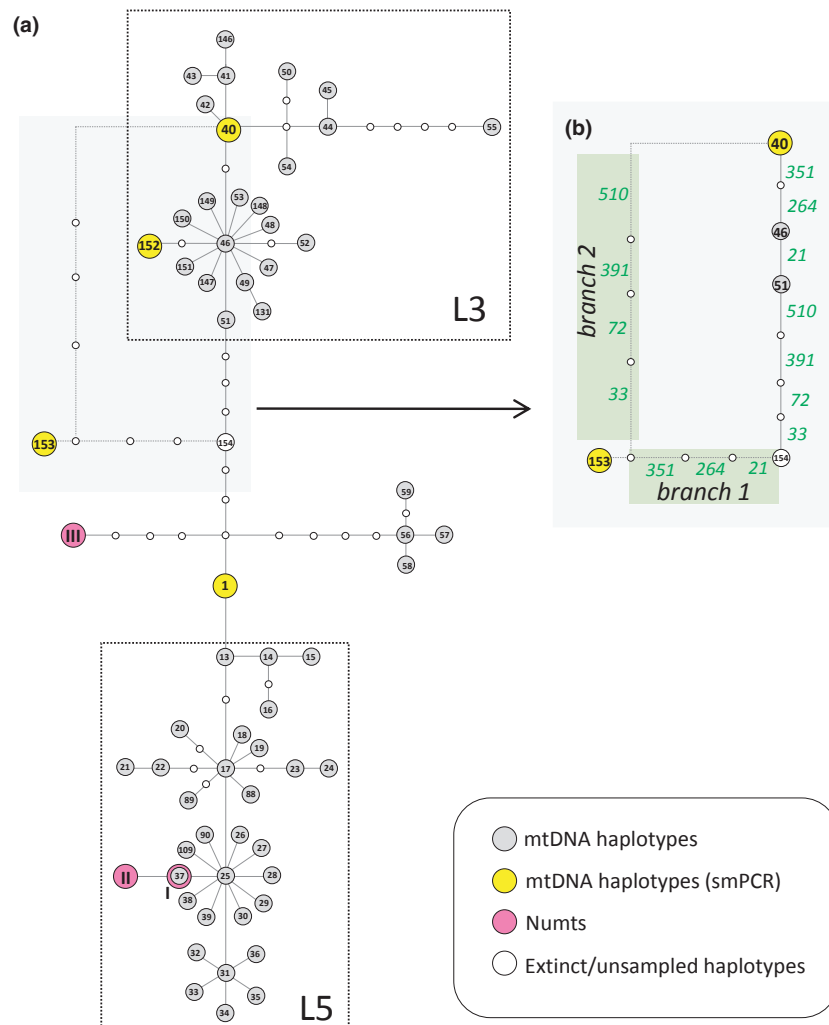 (a)
146
43 41
50
45
42
40
44
55
54
(b)
40
351
264
46
21
51
510
391
72
33
154
510
391
72
33
branch 2
153
351 264 21
branch 1
149 53 148
150 48
152 46 52
151 47
147 49
131
51
L3
153
154
59
III
56 57
58
1
13 14 15
16
20 18 19
21 22 17 23 24
89 88
90 26
109 27
II 37 25 28
I
38 29
39 30
32 36
31
33 35
34
L5
mtDNA haplotypes
mtDNA haplotypes (smPCR)
Numts
Extinct/unsampled haplotypes